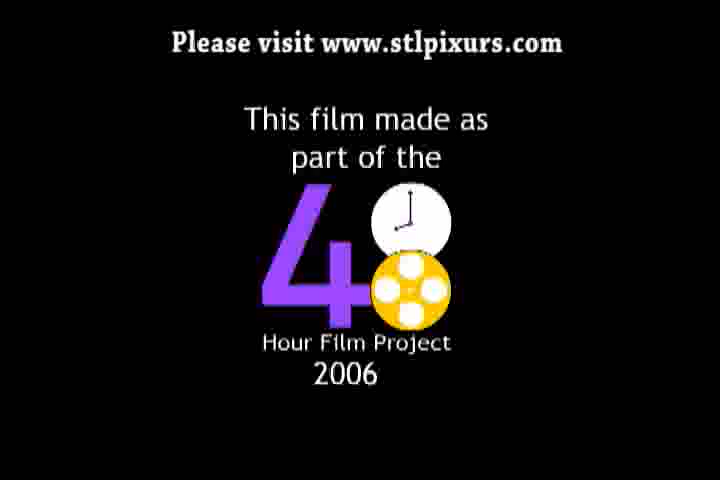 Please visit www.stlpixurs.com
This film made as
part of the
48
Hour Film Project
2006